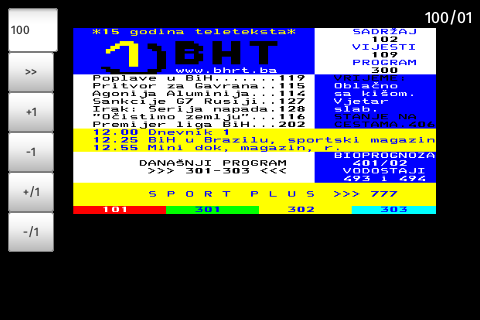 100/01
100
>>
+1
-1
+/1
-/1
*15 godina teleteksta*
1 BHT
www.bhrt.ba
SADRŽAJ
102
VIJESTI
109
PROGRAM
300
Poplave u BiH.......119
Pritvor za Gavrana..115
Agonija Aluminija...114
Sankcije G7 Rusiji..127
Irak: Serija napada.128
"Očistimo zemlju"...116
Premijer liga BiH...202
VRIJEME:
Oblačno
sa kišom.
Vjetar
slab.
STANJE NA
CESTAMA.406
12.00 Dnevnik 1
12.25 BiH u Brazilu, sportski magazin
12.55 Mini dok, magazin, r.
DANAŠNJI PROGRAM
>>> 301-303 <<<
BIOPROGNOZA
401/02
VODOSTAJI
493 i 494
S P O R T P L U S >>> 777
101 301 302 303